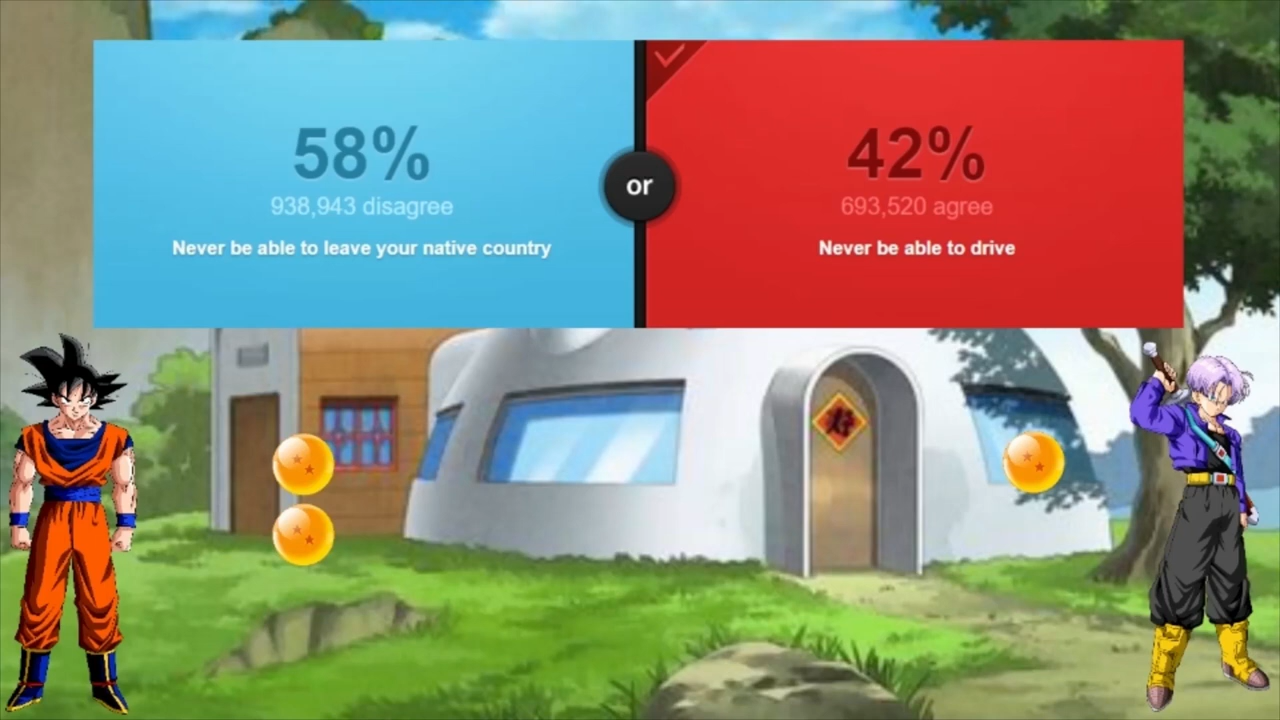 58%
938,943 disagree
Never be able to leave your native country
or
42%
693,520 agree
Never be able to drive